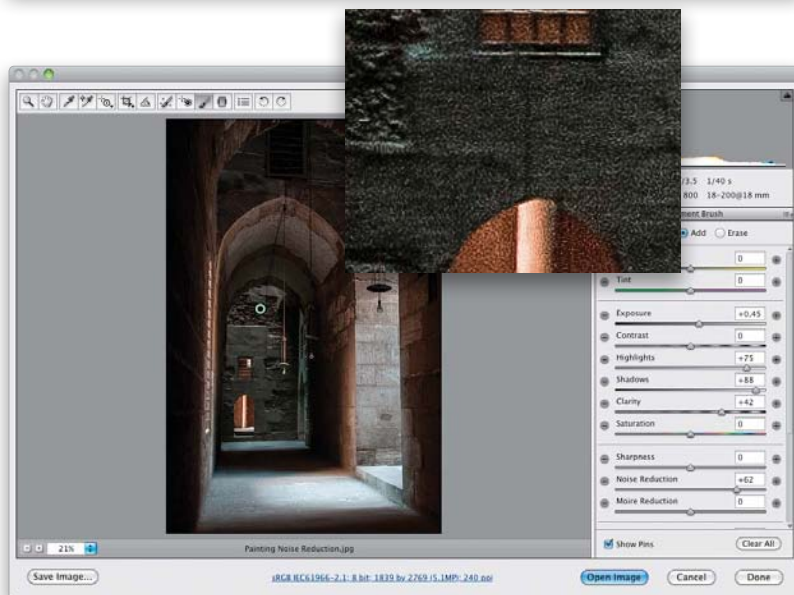 /3.5 1/40 s
800 18-200@18 mm
ment Brush
Add Erase
0
Tint 0
Exposure +0,45
Contrast 0
Highlights +75
Shadows +88
Clarity +42
Saturation 0
Sharpness 0
Noise Reduction +62
Moire Reduction 0
21% Painting Noise Reduction.jpg Show Pins Clear All
Save Image... sRGB IEC61966-2.1; 8 bit; 1839 by 2769 (5.1MP); 240 ppi Open Image Cancel Done